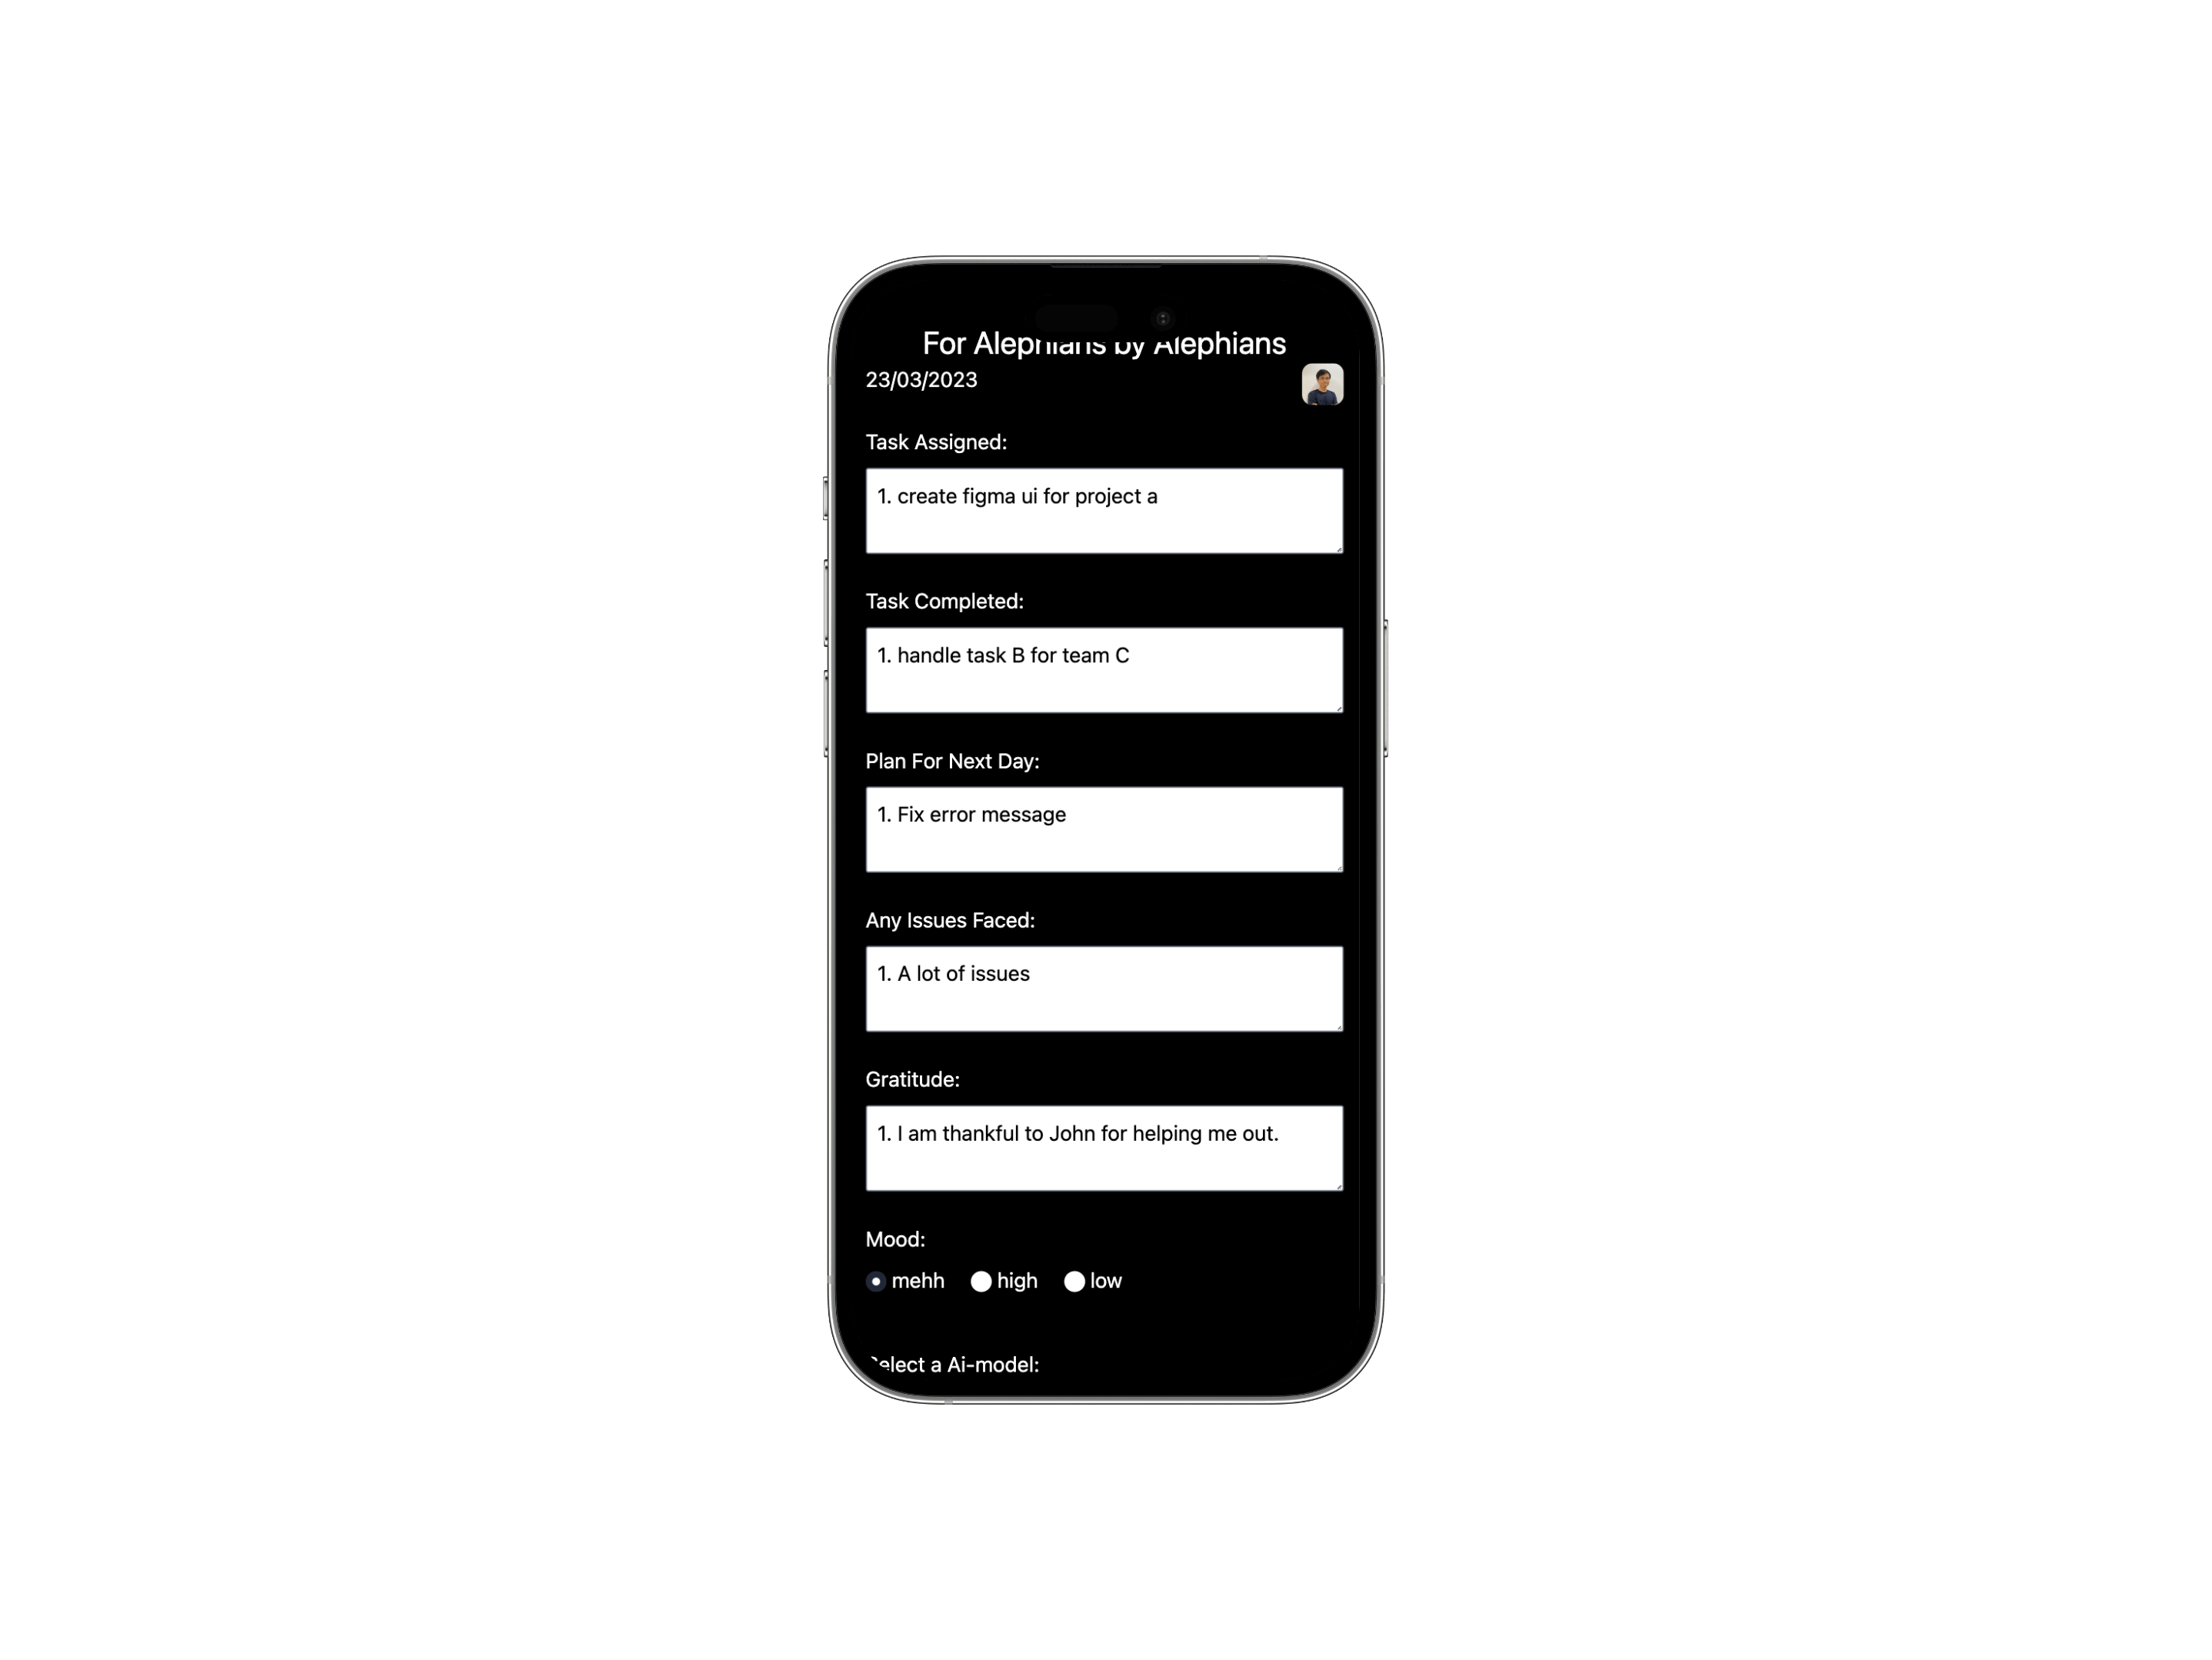 For Alephians by Alephians
23/03/2023
Task Assigned:
1. create figma ui for project a
Task Completed:
1. handle task B for team C
Plan For Next Day:
1. Fix error message
Any Issues Faced:
1. A lot of issues
Gratitude:
1. I am thankful to John for helping me out.
Mood:
mehh high low
Select a Ai-model: